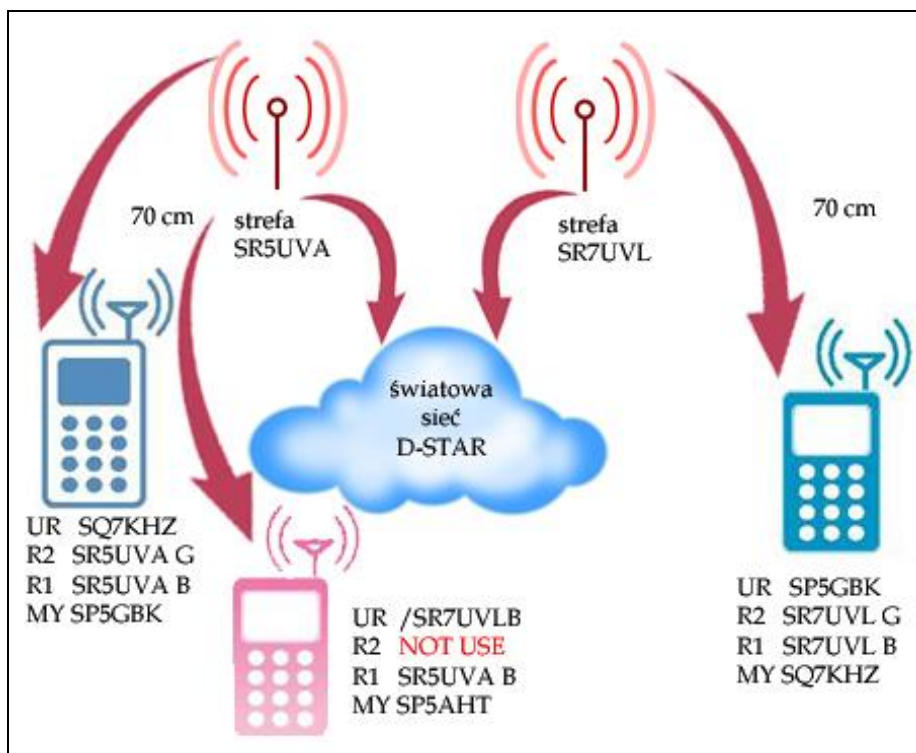 70 cm
strefa
SR5UVA
strefa
SR7UVL
70 cm
światowa
sieć
D-STAR
UR SQ7KHZ
R2 SR5UVA G
R1 SR5UVA B
MY SP5GBK
UR /SR7UVLB
R2 NOT USE
R1 SR5UVA B
MY SP5AHT
UR SP5GBK
R2 SR7UVL G
R1 SR7UVL B
MY SQ7KHZ